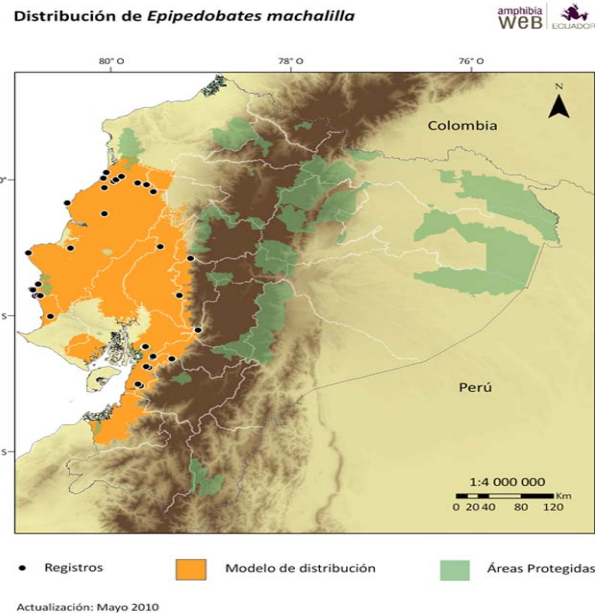 Distribución de Epipedobates machalilla
amphibia
web
ECUADOR
80° 78° 76°
N
Colombia
0°
S
Perú
S
1:4 000 000
Km
0 20 40 80 120
Registros Modelo de distribución Áreas Protegidas
Actualización: Mayo 2010